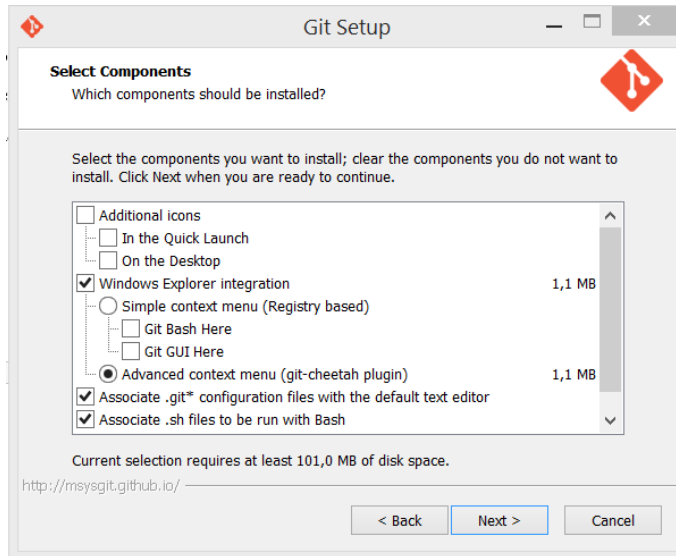 Git Setup
Select Components
Which components should be installed?
Select the components you want to install; clear the components you do not want to
install. Click Next when you are ready to continue.
Additional icons
In the Quick Launch
On the Desktop
Windows Explorer integration 1,1 MB
Simple context menu (Registry based)
Git Bash Here
Git GUI Here
Advanced context menu (git-cheetah plugin) 1,1 MB
Associate .git* configuration files with the default text editor
Associate .sh files to be run with Bash
Current selection requires at least 101,0 MB of disk space.
http://msysgit.github.io/
< Back Next > Cancel